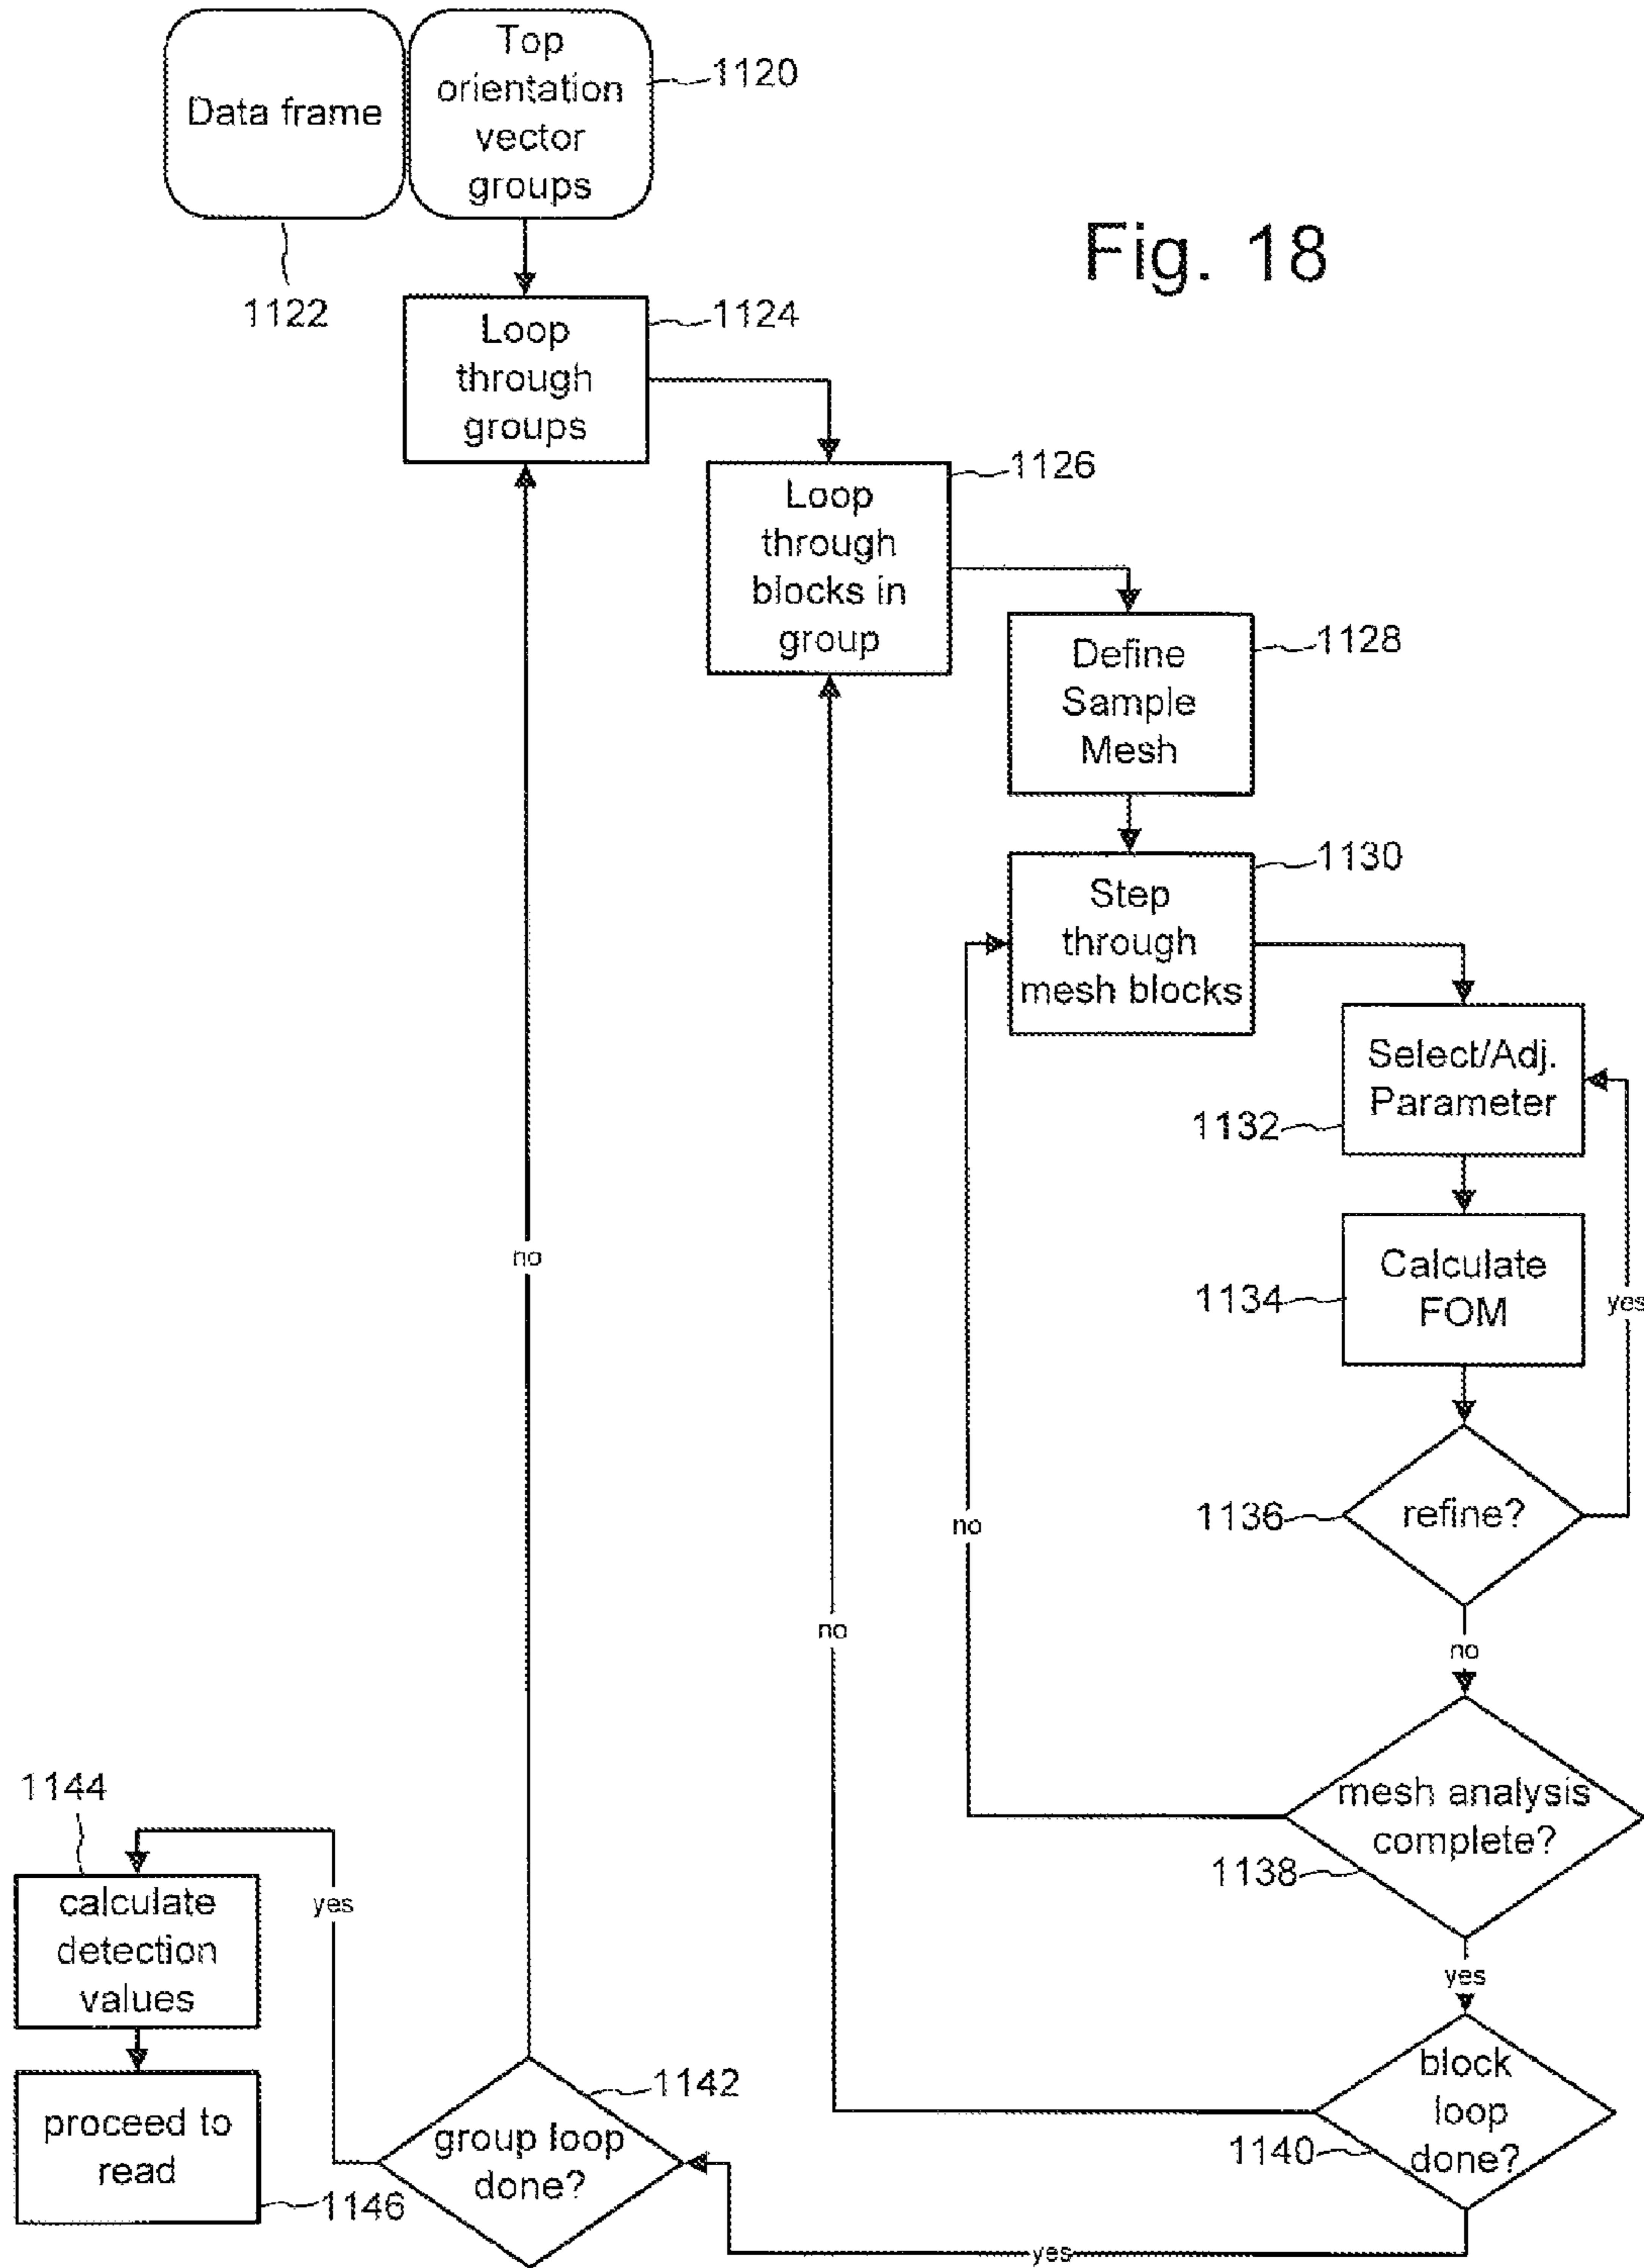 Data frame
Top
orientation
vector
groups
1120
1122
Fig. 18
Loop
through
groups
1124
Loop
through
blocks in
group
1126
Define
Sample
Mesh
1128
Step
through
mesh blocks
1130
Select/Adj.
Parameter
1132
Calculate
FOM
1134
yes
refine?
1136
no
no
no
no
mesh analysis
complete?
1138
yes
block
loop
done?
1140
yes
group loop
done?
1142
yes
1144
calculate
detection
values
proceed to
read
1146